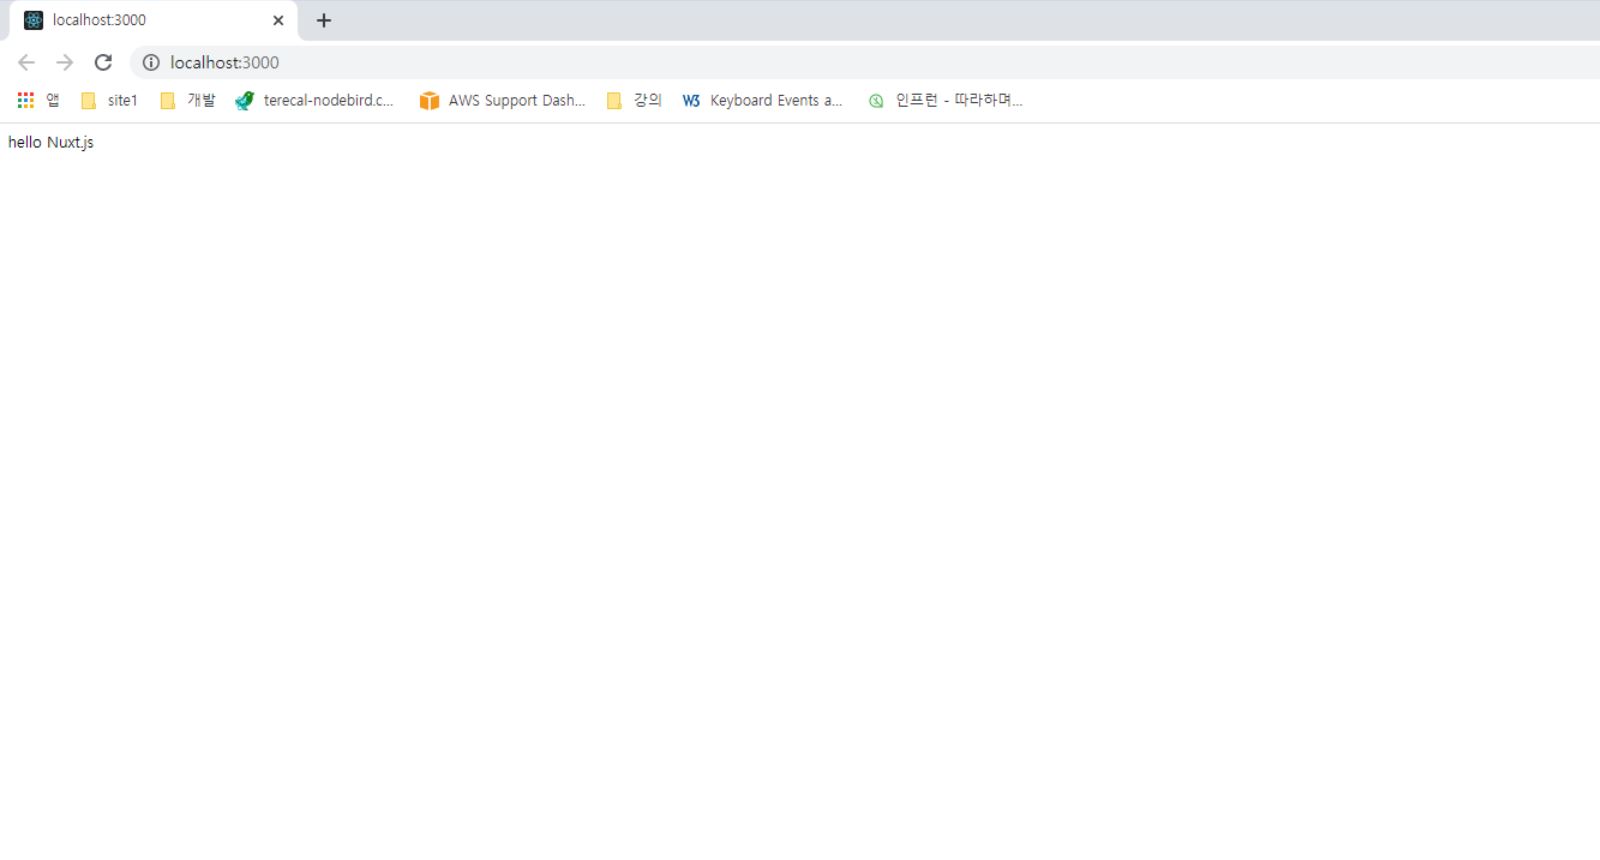 localhost:3000
localhost:3000
앱 site1 개발 terecal-nodebird.c... AWS Support Dash... 강의 W3 Keyboard Events a... 인프런 - 따라하며...
hello Nuxt.js